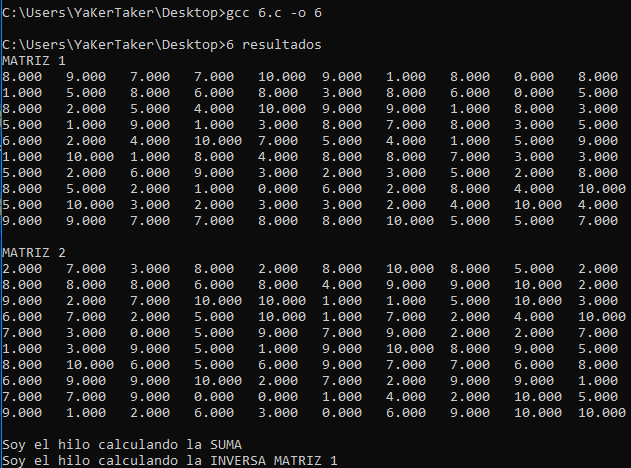 C:\Users\YaKerTaker\Desktop>gcc 6.c -o 6
C:\Users\YaKerTaker\Desktop>6 resultados
MATRIZ 1
8.000 9.000 7.000 7.000 10.000 9.000 1.000 8.000 0.000 8.000
1.000 5.000 8.000 6.000 8.000 3.000 8.000 6.000 0.000 5.000
8.000 2.000 5.000 4.000 10.000 9.000 9.000 1.000 8.000 3.000
5.000 1.000 9.000 1.000 3.000 8.000 7.000 8.000 3.000 5.000
6.000 2.000 4.000 10.000 7.000 5.000 4.000 1.000 5.000 9.000
1.000 10.000 1.000 8.000 4.000 8.000 8.000 7.000 3.000 3.000
5.000 2.000 6.000 9.000 3.000 2.000 3.000 5.000 2.000 8.000
8.000 5.000 2.000 1.000 0.000 6.000 2.000 8.000 4.000 10.000
5.000 10.000 3.000 2.000 3.000 3.000 2.000 4.000 10.000 4.000
9.000 9.000 7.000 7.000 8.000 8.000 10.000 5.000 5.000 7.000
MATRIZ 2
2.000 7.000 3.000 8.000 2.000 8.000 10.000 8.000 5.000 2.000
8.000 8.000 8.000 6.000 8.000 4.000 9.000 9.000 10.000 2.000
9.000 2.000 7.000 10.000 10.000 1.000 1.000 5.000 10.000 3.000
6.000 7.000 2.000 5.000 10.000 1.000 7.000 2.000 4.000 10.000
7.000 3.000 0.000 5.000 9.000 7.000 9.000 2.000 2.000 7.000
1.000 3.000 9.000 5.000 1.000 9.000 10.000 8.000 9.000 5.000
8.000 10.000 6.000 5.000 6.000 9.000 7.000 7.000 6.000 8.000
6.000 9.000 9.000 10.000 2.000 7.000 2.000 9.000 9.000 1.000
7.000 7.000 9.000 0.000 0.000 1.000 4.000 2.000 10.000 5.000
9.000 1.000 2.000 6.000 3.000 0.000 6.000 9.000 10.000 10.000
Soy el hilo calculando la SUMA
Soy el hilo calculando la INVERSA MATRIZ 1